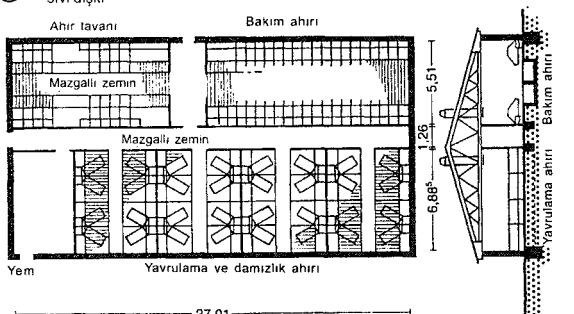 sıvı dışkı
Ahır tavanı
Bakım ahırı
Mazgallı zemin
Mazgallı zemin
5,51
1,26
6,88⁵
Bakım ahırı
Yavrulama ahırı
Yem
Yavrulama ve damızlık ahırı
27,01